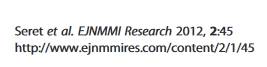 Seret et al. EJNMMI Research 2012, 2:45
http://www.ejnmmires.com/content/2/1/45